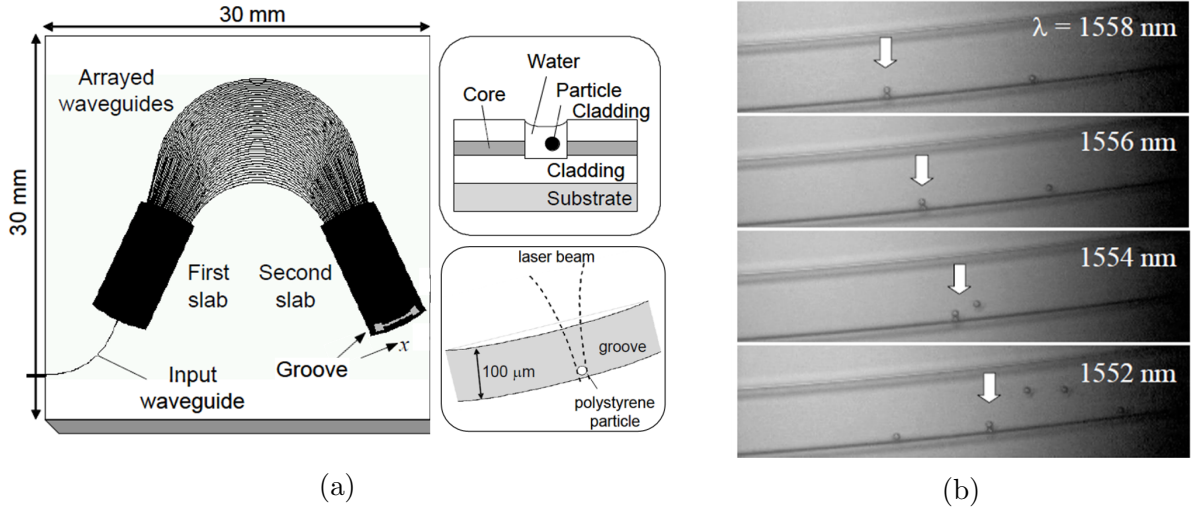 30 mm
30 mm
Arrayed
waveguides
First
slab
Second
slab
Groove
x
Input
waveguide
Water
Core
Particle
Cladding
Cladding
Substrate
laser beam
groove
100 μm
polystyrene
particle
(a)
λ = 1558 nm
1556 nm
1554 nm
1552 nm
(b)